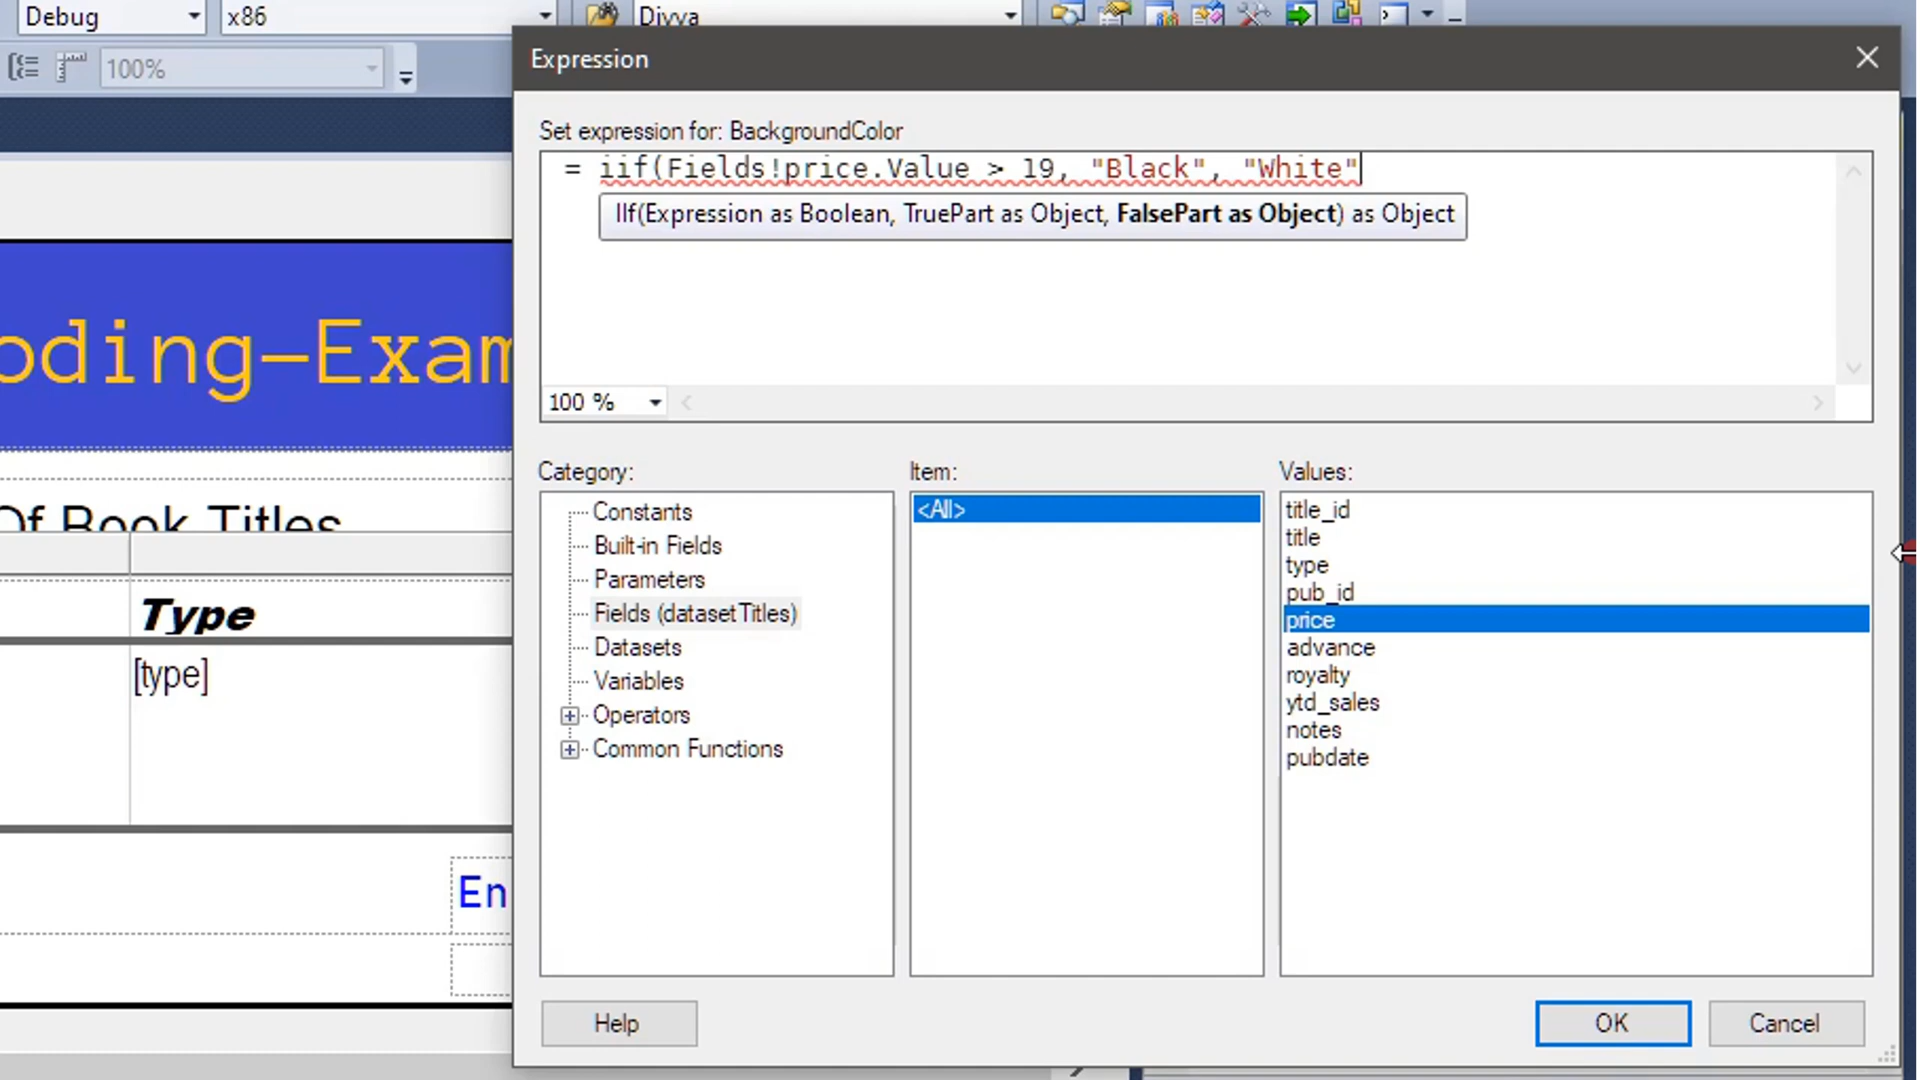 Debug
x86
Divya
100%
Expression
Set expression for: BackgroundColor
= iif(Fields!price.Value > 19, "Black", "White"
IIf(Expression as Boolean, TruePart as Object, FalsePart as Object) as Object
100 %
oding-Exam
Of Book Titles
Type
[type]
En
Category:
Constants
Built-in Fields
Parameters
Fields (datasetTitles)
Datasets
Variables
Operators
Common Functions
Item:
<All>
Values:
title_id
title
type
pub_id
price
advance
royalty
ytd_sales
notes
pubdate
Help
OK
Cancel